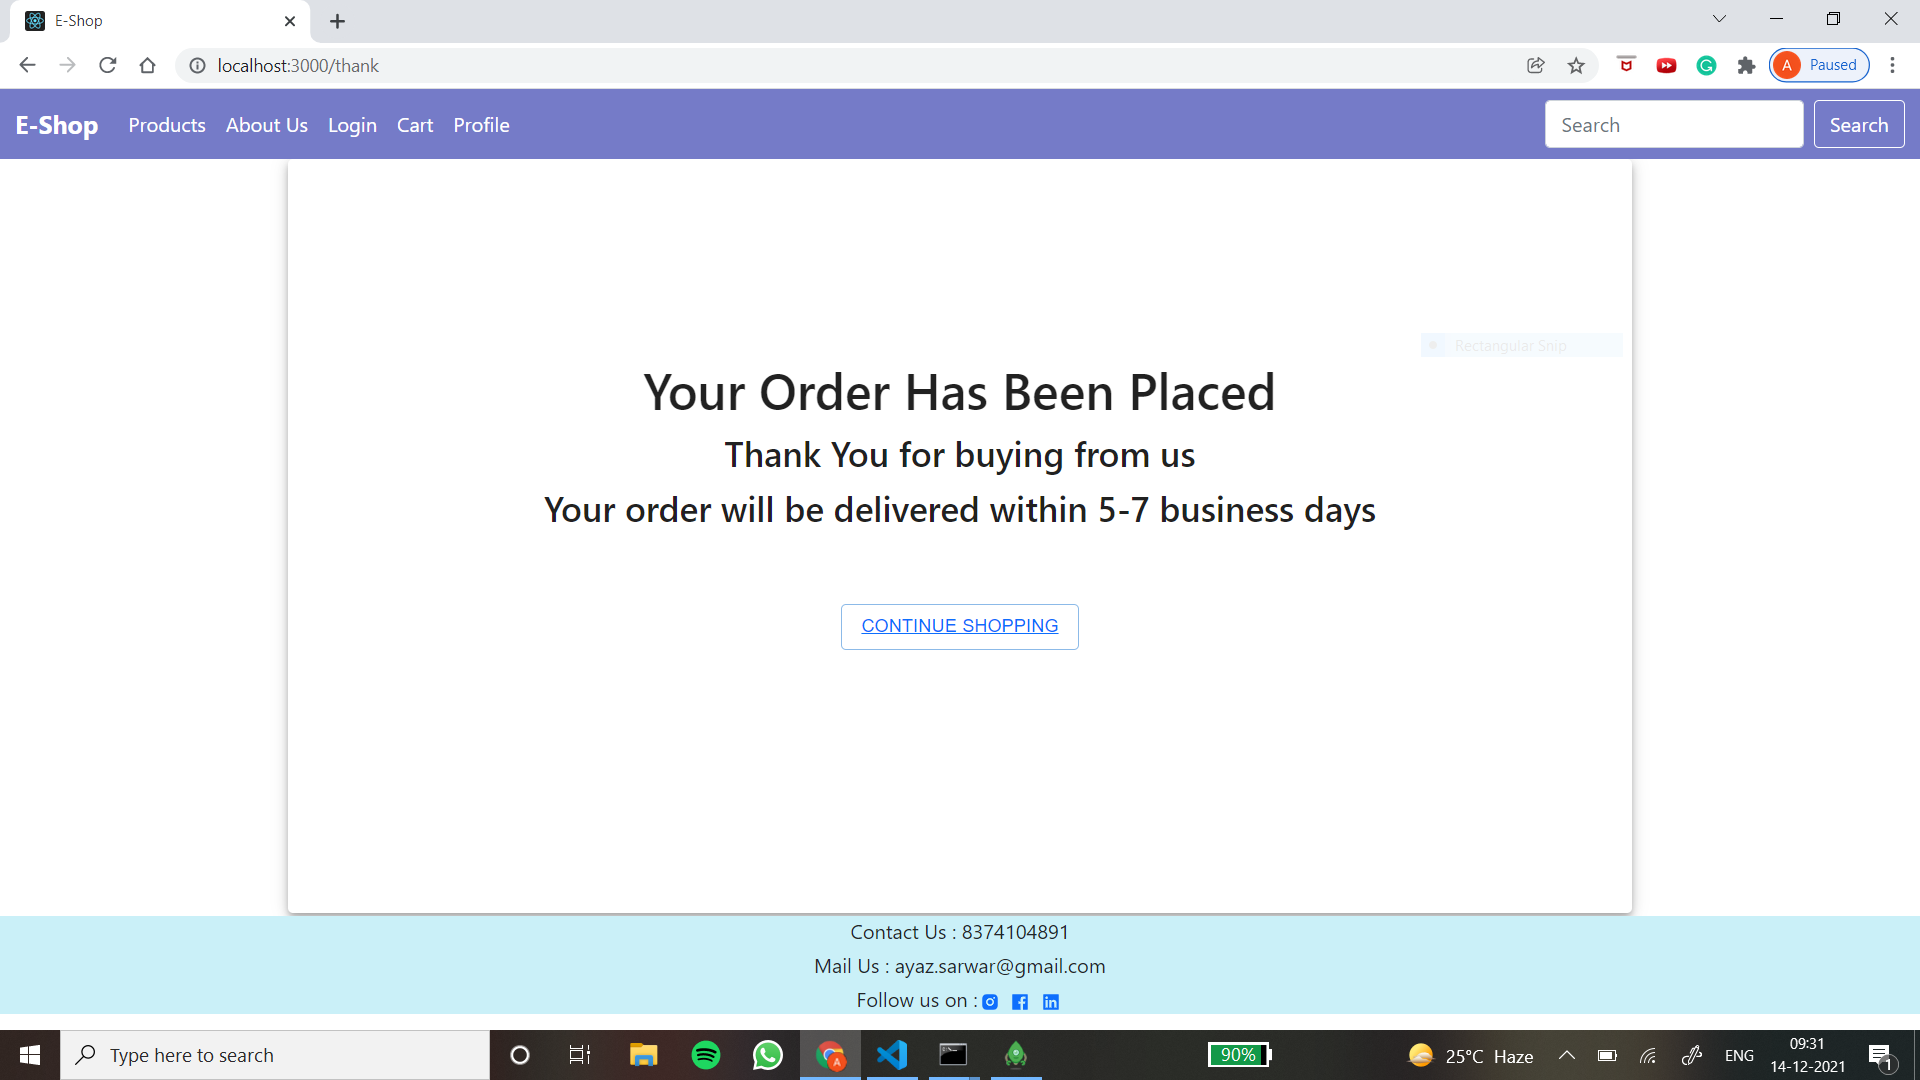 E-Shop
localhost:3000/thank
A Paused
E-Shop Products About Us Login Cart Profile Search Search
Rectangular Snip
Your Order Has Been Placed
Thank You for buying from us
Your order will be delivered within 5-7 business days
CONTINUE SHOPPING
Contact Us : 8374104891
Mail Us : ayaz.sarwar@gmail.com
Follow us on :
Type here to search
A
90%
25°C Haze
ENG
09:31
14-12-2021
1